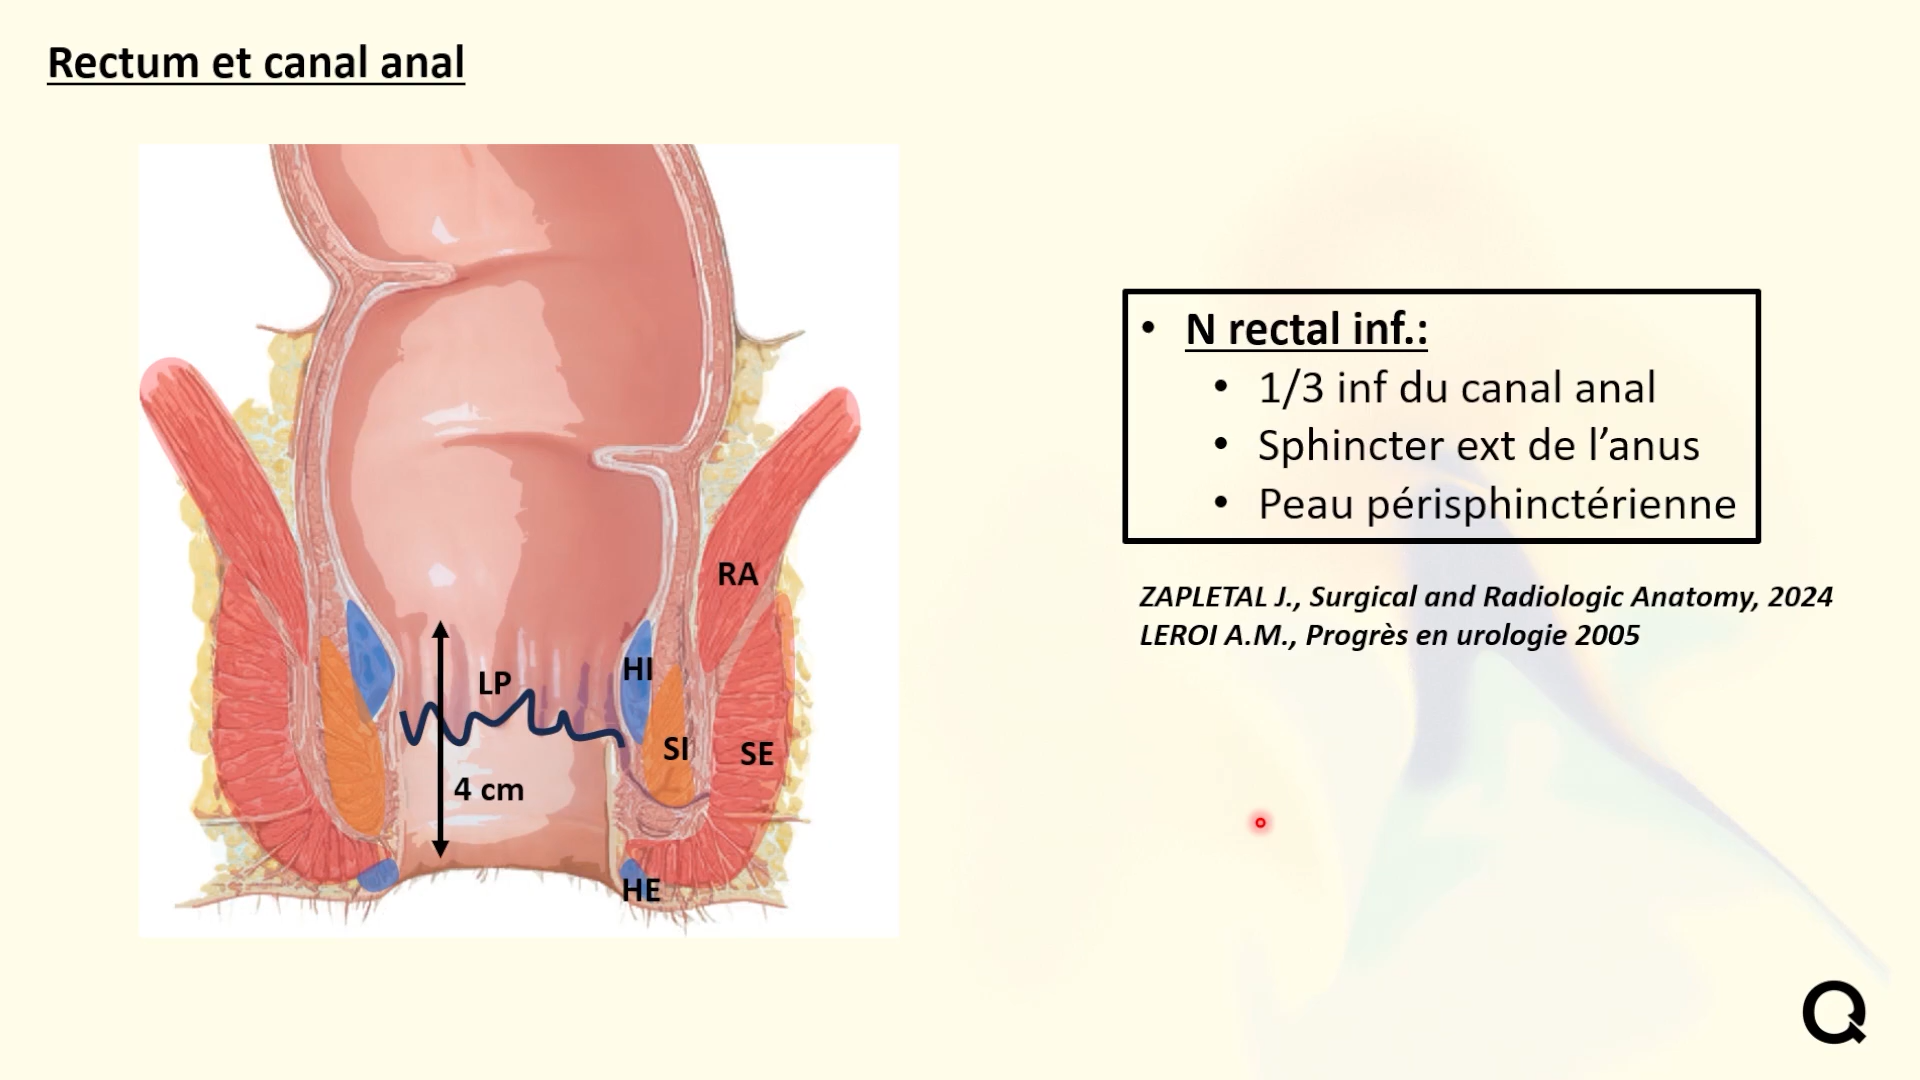 Rectum et canal anal
RA
LP
HI
SI
SE
4 cm
HE
• N rectal inf.:
• 1/3 inf du canal anal
• Sphincter ext de l’anus
• Peau périsphinctérienne
ZAPLETAL J., Surgical and Radiologic Anatomy, 2024
LEROI A.M., Progrès en urologie 2005